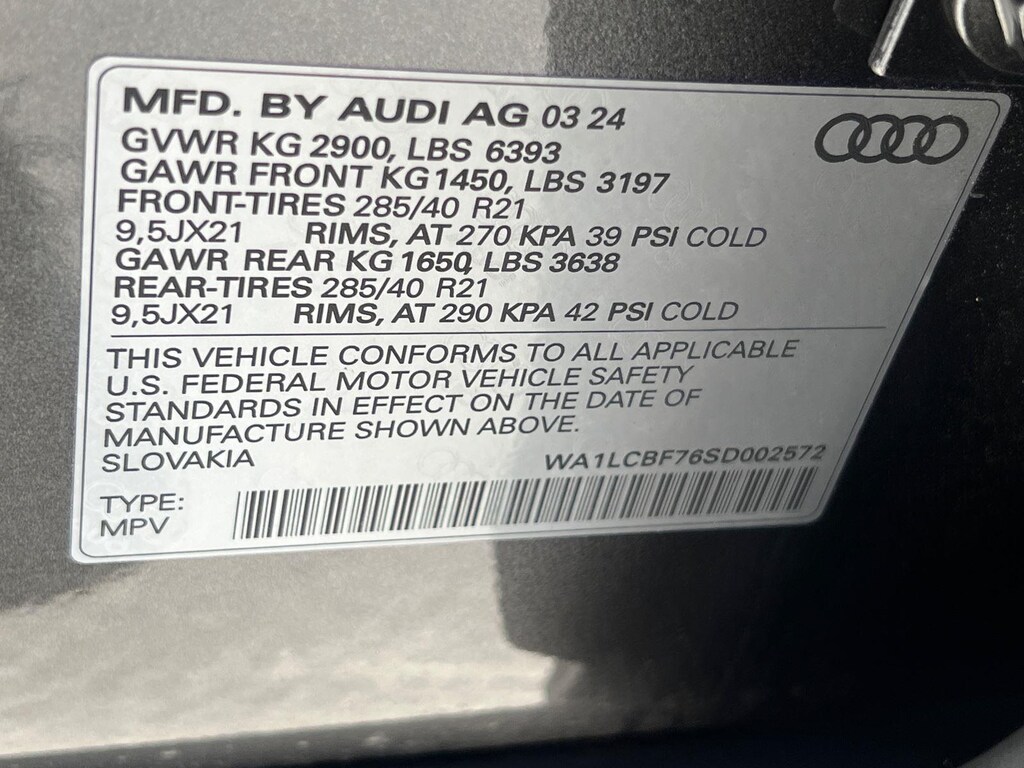 MFD. BY AUDI AG 03 24
GVWR KG 2900, LBS 6393
GAWR FRONT KG1450, LBS 3197
FRONT-TIRES 285/40 R21
9,5JX21 RIMS, AT 270 KPA 39 PSI COLD
GAWR REAR KG 1650, LBS 3638
REAR-TIRES 285/40 R21
9,5JX21 RIMS, AT 290 KPA 42 PSI COLD
THIS VEHICLE CONFORMS TO ALL APPLICABLE
U.S. FEDERAL MOTOR VEHICLE SAFETY
STANDARDS IN EFFECT ON THE DATE OF
MANUFACTURE SHOWN ABOVE.
SLOVAKIA WA1LCBF76SD002572
TYPE:
MPV